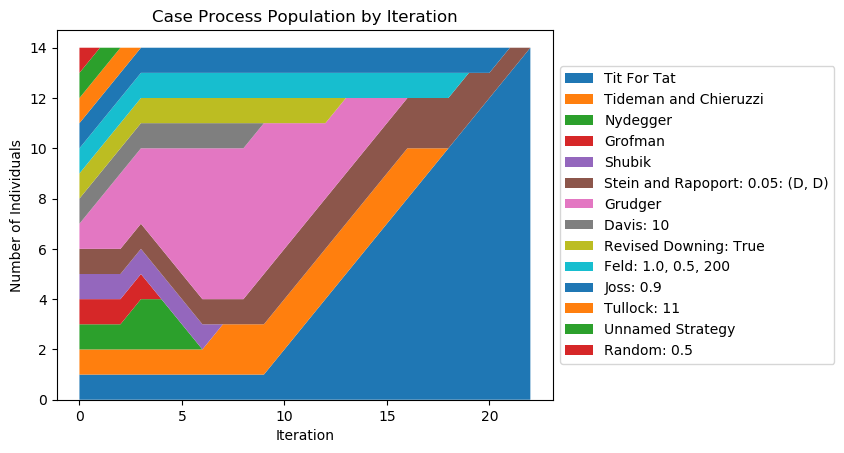 Case Process Population by Iteration
Number of Individuals
14
12
10
8
6
4
2
0
0 5 10 15 20
Iteration
Tit For Tat
Tideman and Chieruzzi
Nydegger
Grofman
Shubik
Stein and Rapoport: 0.05: (D, D)
Grudger
Davis: 10
Revised Downing: True
Feld: 1.0, 0.5, 200
Joss: 0.9
Tullock: 11
Unnamed Strategy
Random: 0.5